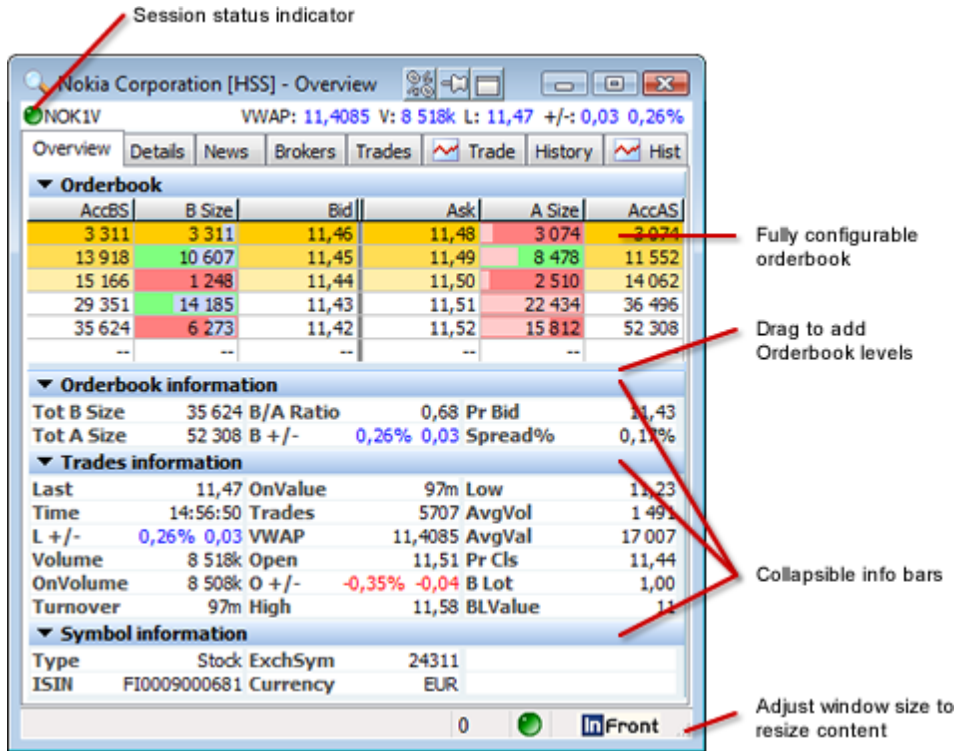 Session status indicator
Nokia Corporation [HSS] - Overview
NOK1V VWAP: 11,4085 V: 8 518k L: 11,47 +/-: 0,03 0,26%
Overview Details News Brokers Trades Trade History Hist
Orderbook
AccBS B Size Bid Ask A Size AccAS
3 311 3 311 11,46 11,48 3 074 3 074
13 918 10 607 11,45 11,49 8 478 11 552
15 166 1 248 11,44 11,50 2 510 14 062
29 351 14 185 11,43 11,51 22 434 36 496
35 624 6 273 11,42 11,52 15 812 52 308
-- -- -- -- -- --
Fully configurable
orderbook
Drag to add
Orderbook levels
Orderbook information
Tot B Size 35 624 B/A Ratio 0,68 Pr Bid 11,43
Tot A Size 52 308 B +/- 0,26% 0,03 Spread% 0,17%
Trades information
Last 11,47 OnValue 97m Low 11,23
Time 14:56:50 Trades 5707 AvgVol 1 491
L +/- 0,26% 0,03 VWAP 11,4085 AvgVal 17 007
Volume 8 518k Open 11,51 Pr Cls 11,44
OnVolume 8 508k O +/- -0,35% -0,04 B Lot 1,00
Turnover 97m High 11,58 BLValue 11
Collapsible info bars
Symbol information
Type Stock ExchSym 24311
ISIN FI0009000681 Currency EUR
0 InFront
Adjust window size to
resize content